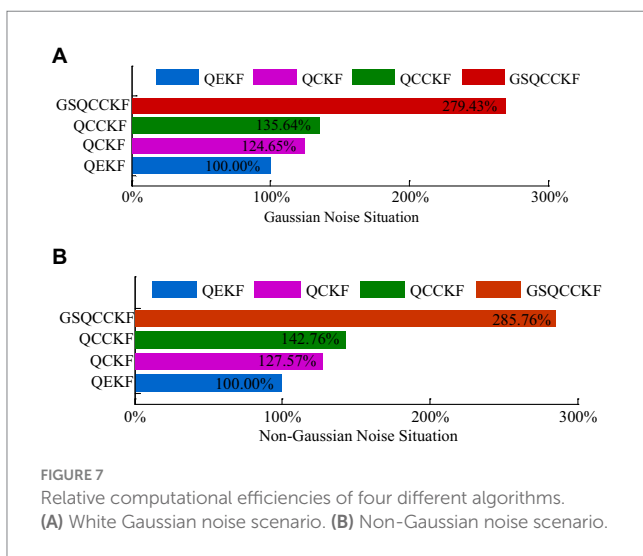 A
QEKF QCKF QCCKF GSQCCKF
GSQCCKF 279.43%
QCCKF 135.64%
QCKF 124.65%
QEKF 100.00%
0% 100% 200% 300%
Gaussian Noise Situation
B
QEKF QCKF QCCKF GSQCCKF
GSQCCKF 285.76%
QCCKF 142.76%
QCKF 127.57%
QEKF 100.00%
0% 100% 200% 300%
Non-Gaussian Noise Situation
FIGURE 7
Relative computational efficiencies of four different algorithms.
(A) White Gaussian noise scenario. (B) Non-Gaussian noise scenario.